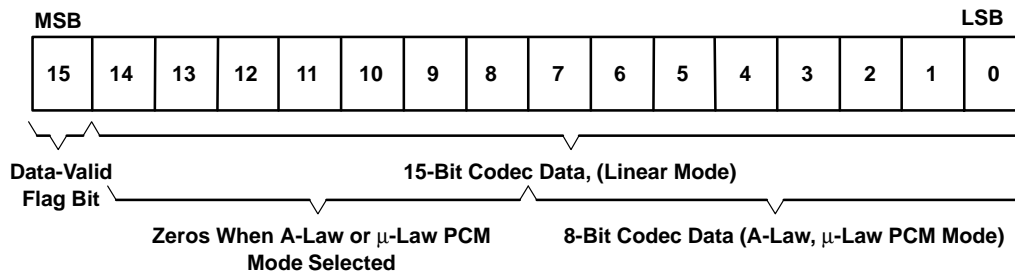 MSB LSB
15 14 13 12 11 10 9 8 7 6 5 4 3 2 1 0
Data-Valid
Flag Bit
15-Bit Codec Data, (Linear Mode)
Zeros When A-Law or μ-Law PCM
Mode Selected
8-Bit Codec Data (A-Law, μ-Law PCM Mode)